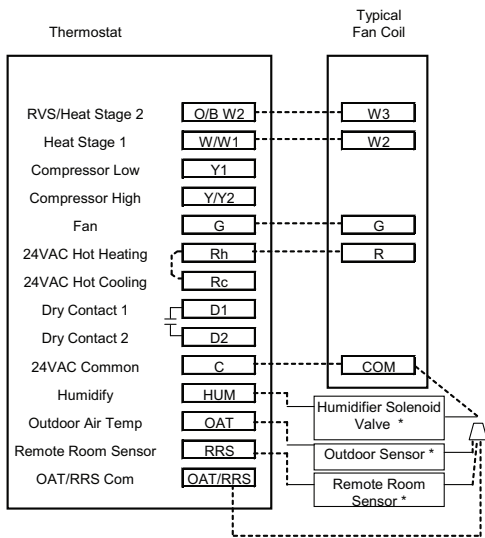 Typical
Thermostat Fan Coil
RVS/Heat Stage 2 O/B W2 W3
Heat Stage 1 W/W1 W2
Compressor Low Y1
Compressor High Y/Y2
Fan G G
24VAC Hot Heating Rh R
24VAC Hot Cooling Rc
Dry Contact 1 D1
Dry Contact 2 D2
24VAC Common C COM
Humidify HUM
Humidifier Solenoid
Valve *
Outdoor Air Temp OAT
Outdoor Sensor *
Remote Room Sensor RRS
Remote Room
Sensor *
OAT/RRS Com OAT/RRS